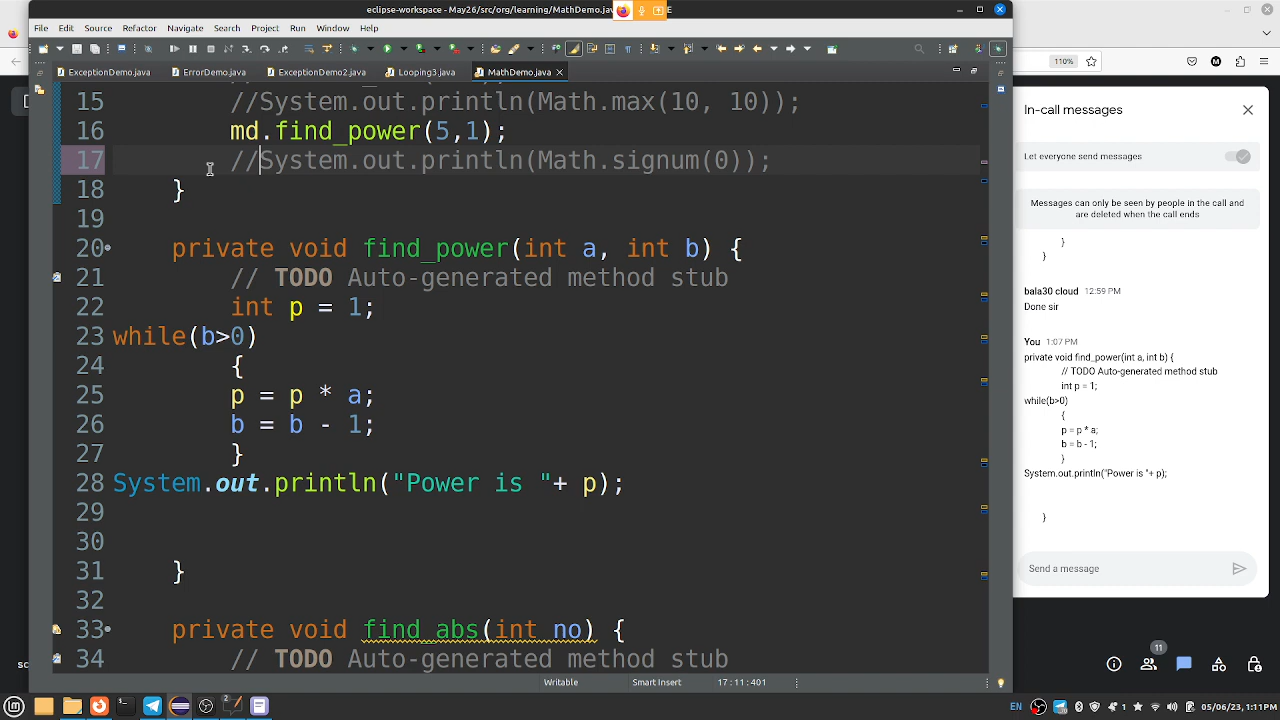 eclipse-workspace - May26/src/org/learning/MathDemo.jav
E
File Edit Source Refactor Navigate Search Project Run Window Help
ExceptionDemo.java ErrorDemo.java ExceptionDemo2.java Looping3.java MathDemo.java
15 //System.out.println(Math.max(10, 10));
16 md.find_power(5,1);
17 //System.out.println(Math.signum(0));
18 }
19
20 private void find_power(int a, int b) {
21 // TODO Auto-generated method stub
22 int p = 1;
23 while(b>0)
24 {
25 p = p * a;
26 b = b - 1;
27 }
28 System.out.println("Power is "+ p);
29
30
31 }
32
33 private void find_abs(int no) {
34 // TODO Auto-generated method stub
Writable Smart Insert 17 : 11 : 401
110%
M
In-call messages
Let everyone send messages
Messages can only be seen by people in the call and
are deleted when the call ends
}
}
bala30 cloud 12:59 PM
Done sir
You 1:07 PM
private void find_power(int a, int b) {
// TODO Auto-generated method stub
int p = 1;
while(b>0)
{
p = p * a;
b = b - 1;
}
System.out.println("Power is "+ p);
}
Send a message
11
2
EN 05/06/23, 1:11PM